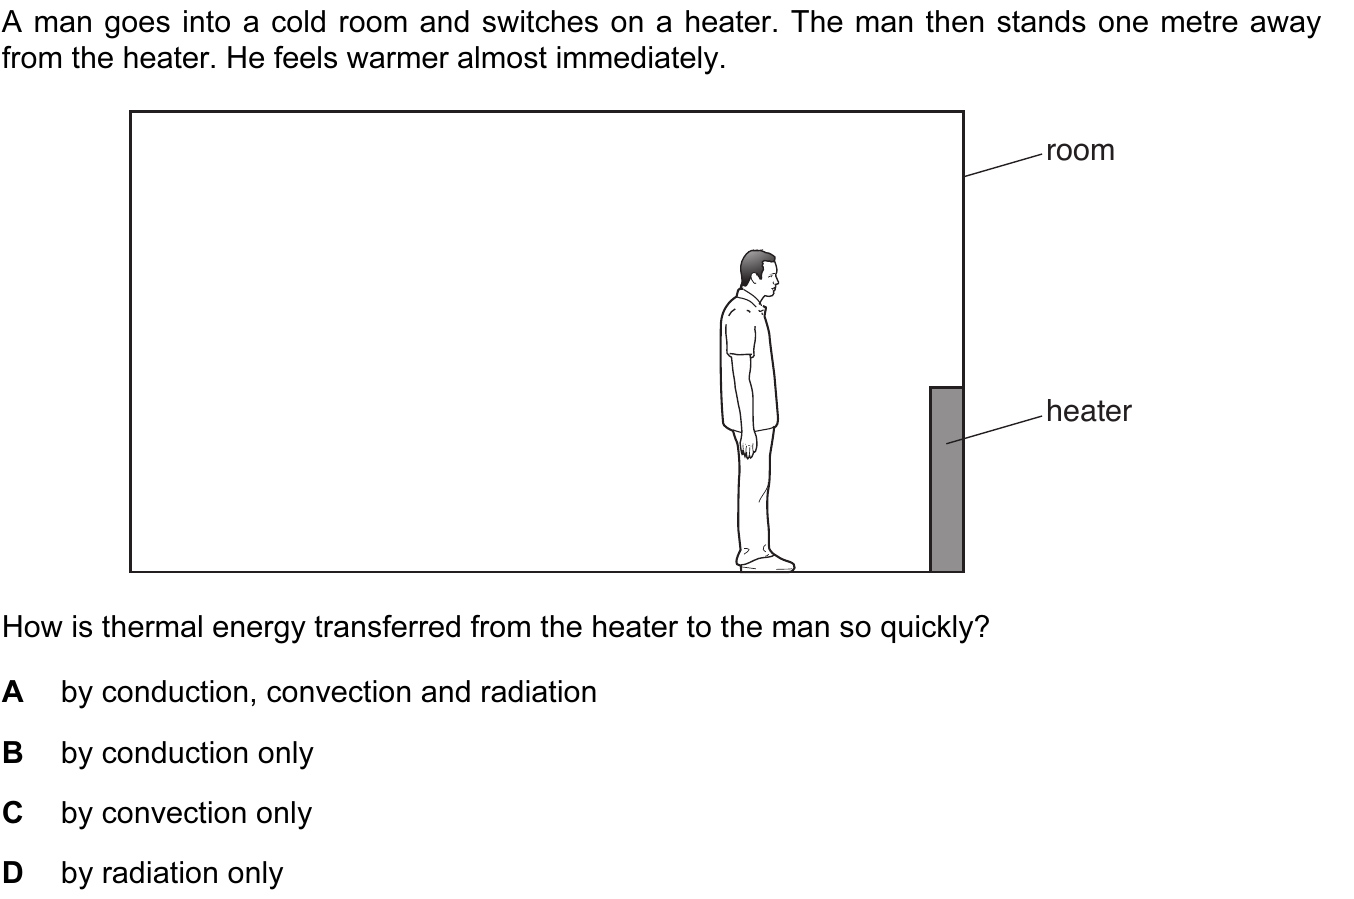 A man goes into a cold room and switches on a heater. The man then stands one metre away
from the heater. He feels warmer almost immediately.
room
heater
How is thermal energy transferred from the heater to the man so quickly?
A by conduction, convection and radiation
B by conduction only
C by convection only
D by radiation only